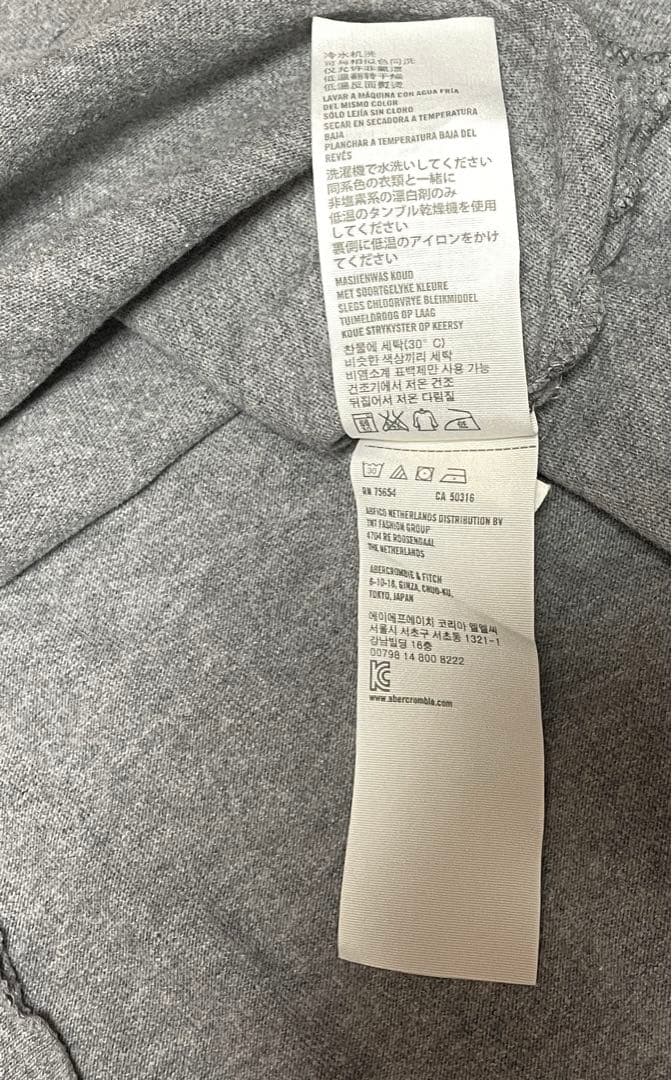 冷水机洗
可与相似色同洗
仅允许非氯漂
低温翻转干燥
低温反面熨烫
LAVAR A MÁQUINA CON AGUA FRÍA
DEL MISMO COLOR
SÓLO LEJÍA SIN CLORO
SECAR EN SECADORA A TEMPERATURA
BAJA
PLANCHAR A TEMPERATURA BAJA DEL
REVÉS
洗濯機で水洗いしてください
同系色の衣類と一緒に
非塩素系の漂白剤のみ
低温のタンブル乾燥機を使用
してください
裏側に低温のアイロンをかけ
てください
MASJIENWAS KOUD
MET SOORTGELYKE KLEURE
SLEGS CHLOORVRYE BLEIKMIDDEL
TUIMELDROOG OP LAAG
KOUE STRYKYSTER OP KEERSY
찬물에 세탁(30° C)
비슷한 색상끼리 세탁
비염소계 표백제만 사용 가능
건조기에서 저온 건조
뒤집어서 저온 다림질
低
30
RN 75654 CA 50316
ABFICO NETHERLANDS DISTRIBUTION BV
TNT FASHION GROUP
4704 RE ROOSENDAAL
THE NETHERLANDS
ABERCROMBIE & FITCH
6-10-16, GINZA, CHUO-KU,
TOKYO, JAPAN
에이에프에이치 코리아 엘엘씨
서울시 서초구 서초동 1321-1
강남빌딩 16층
00798 14 800 8222
www.abercrombie.com